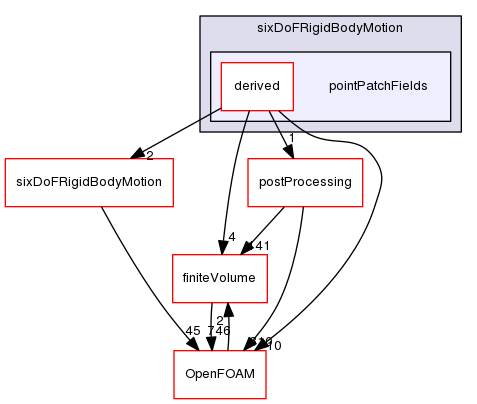 sixDoFRigidBodyMotion
derived
pointPatchFields
1
2
sixDoFRigidBodyMotion
postProcessing
4
41
finiteVolume
2
45
746
10
OpenFOAM